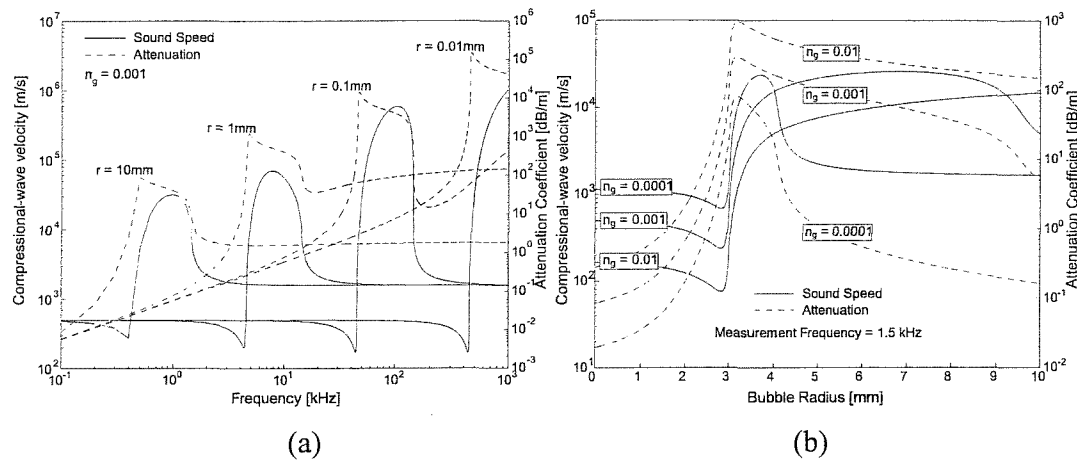 Sound Speed
Attenuation
n_g = 0.001
r = 10mm
r = 1mm
r = 0.1mm
r = 0.01mm
Compressional-wave velocity [m/s]
10^7
10^6
10^5
10^4
10^3
10^2
10^-1
10^0
10^1
10^2
10^3
Frequency [kHz]
10^6
10^5
10^4
10^3
10^2
10^1
10^0
10^-1
10^-2
10^-3
Attenuation Coefficient [dB/m]
(a)
Compressional-wave velocity [m/s]
10^5
10^4
10^3
10^2
10^1
n_g = 0.01
n_g = 0.001
n_g = 0.0001
n_g = 0.001
n_g = 0.01
n_g = 0.0001
Sound Speed
Attenuation
Measurement Frequency = 1.5 kHz
0 1 2 3 4 5 6 7 8 9 10
Bubble Radius [mm]
10^3
10^2
10^1
10^0
10^-1
10^-2
Attenuation Coefficient [dB/m]
(b)